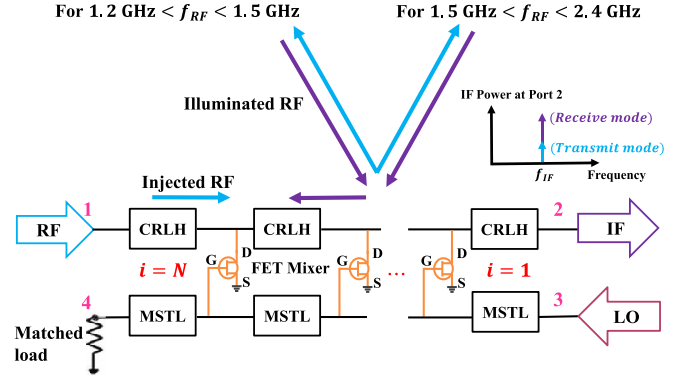 For 1.2 GHz < f_RF < 1.5 GHz
For 1.5 GHz < f_RF < 2.4 GHz
Illuminated RF
IF Power at Port 2
(Receive mode)
(Transmit mode)
f_IF
Frequency
Injected RF
1
2
RF
CRLH
CRLH
CRLH
IF
i = N
G
D
S
FET Mixer
G
D
S
...
G
D
S
i = 1
4
3
Matched
load
MSTL
MSTL
MSTL
LO